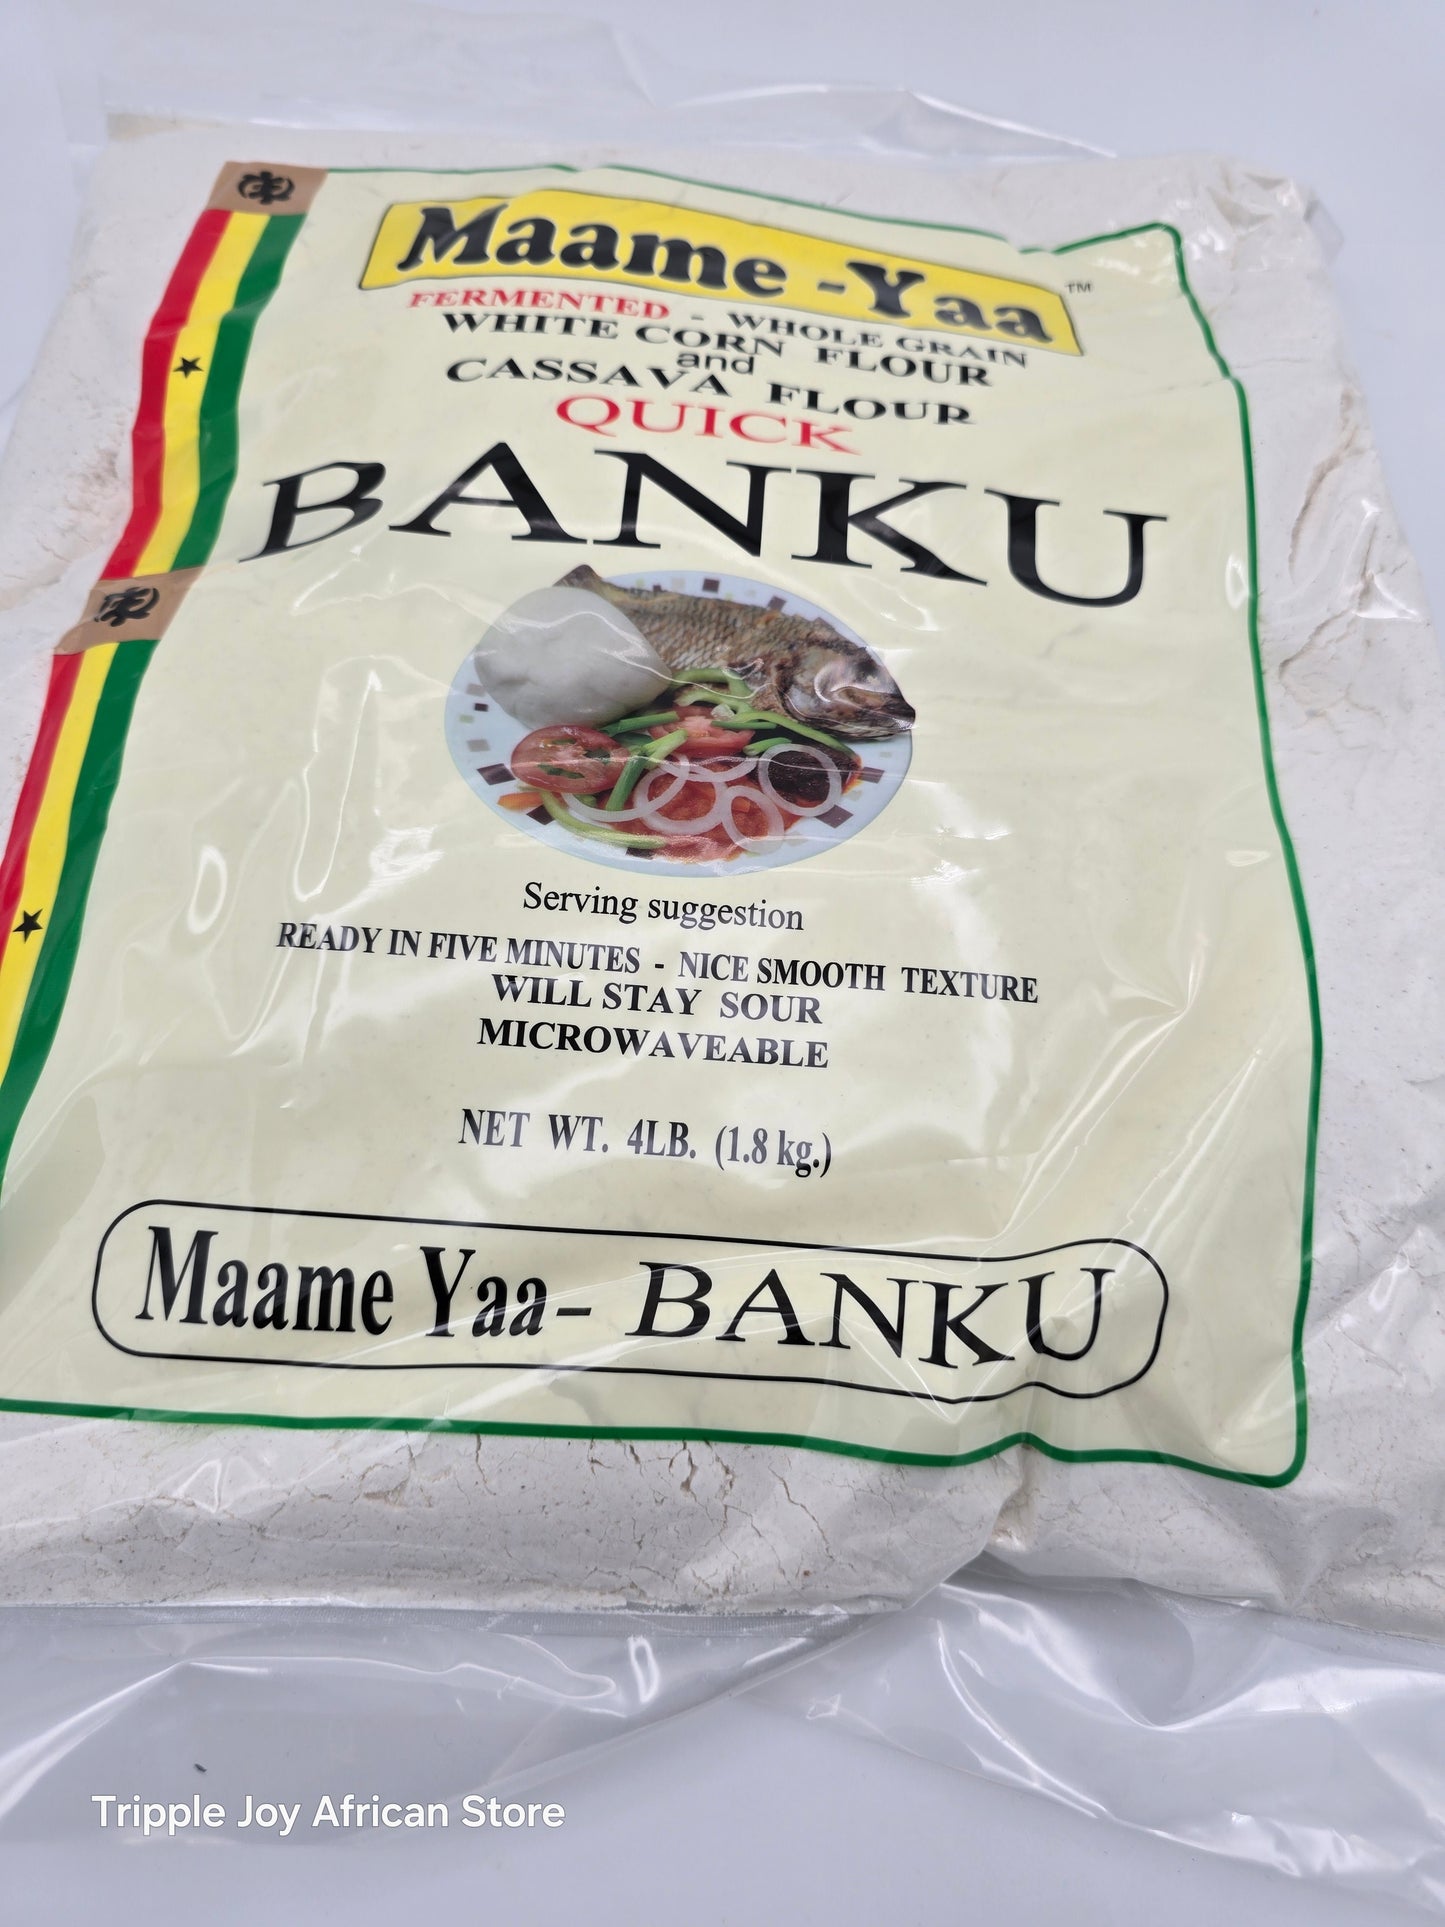 Maame -Yaa™
FERMENTED - WHOLE GRAIN
WHITE CORN FLOUR
and
CASSAVA FLOUR
QUICK
BANKU
Serving suggestion
READY IN FIVE MINUTES - NICE SMOOTH TEXTURE
WILL STAY SOUR
MICROWAVEABLE
NET WT. 4LB. (1.8 kg.)
Maame Yaa- BANKU
Tripple Joy African Store